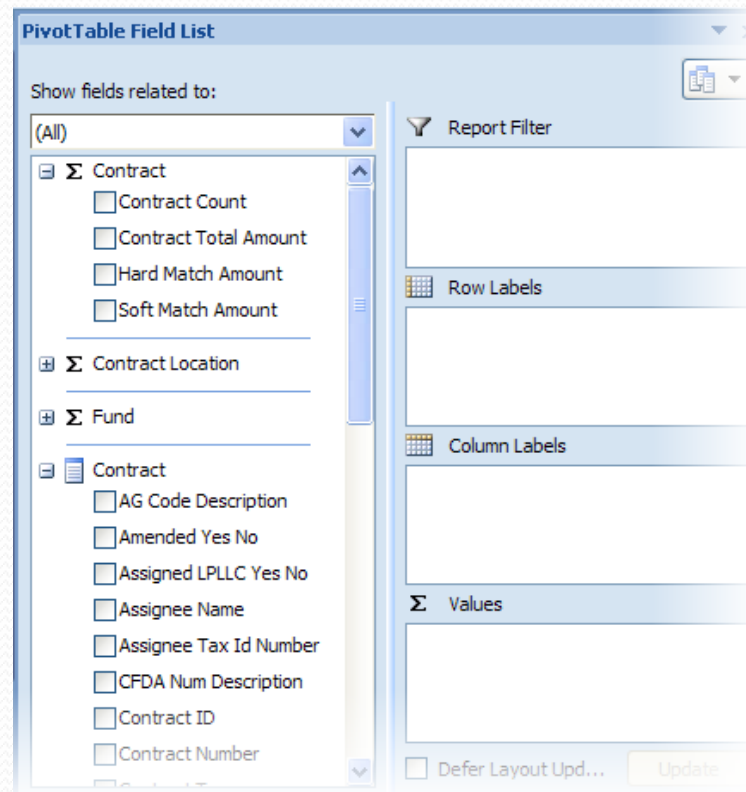 PivotTable Field List
Show fields related to:
(All)
Σ Contract
Contract Count
Contract Total Amount
Hard Match Amount
Soft Match Amount
Σ Contract Location
Σ Fund
Contract
AG Code Description
Amended Yes No
Assigned LPLLC Yes No
Assignee Name
Assignee Tax Id Number
CFDA Num Description
Contract ID
Contract Number
Report Filter
Row Labels
Column Labels
Σ Values
Defer Layout Upd...
Update